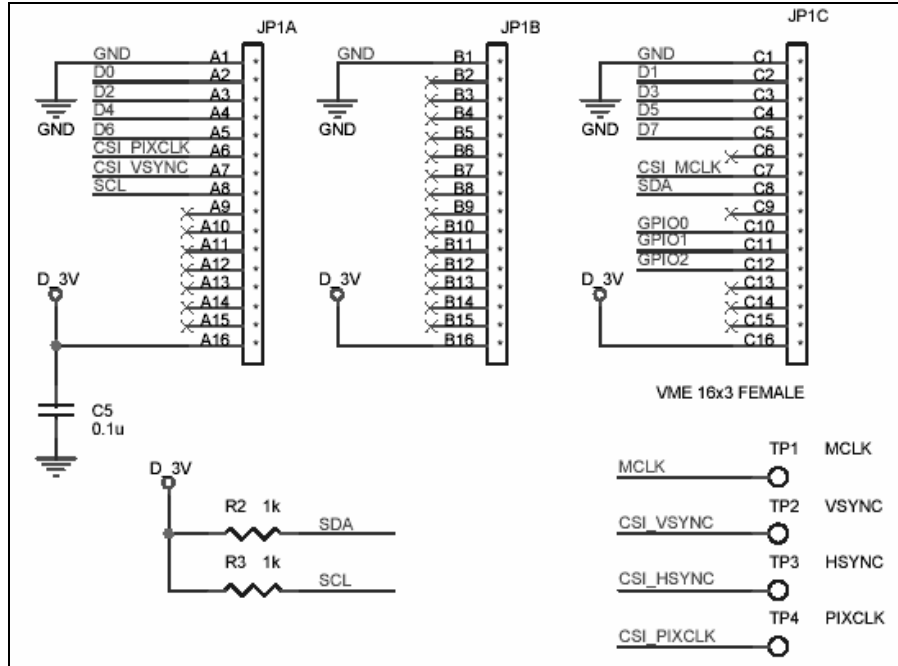 JP1A
GND A1
D0 A2
D2 A3
D4 A4
D6 A5
CSI_PIXCLK A6
CSI_VSYNC A7
SCL A8
A9
A10
A11
A12
A13
A14
A15
A16
GND
D_3V
C5
0.1u
JP1B
GND B1
B2
B3
B4
B5
B6
B7
B8
B9
B10
B11
B12
B13
B14
B15
B16
GND
D_3V
JP1C
GND C1
D1 C2
D3 C3
D5 C4
D7 C5
C6
CSI_MCLK C7
SDA C8
C9
GPIO0 C10
GPIO1 C11
GPIO2 C12
C13
C14
C15
C16
GND
D_3V
VME 16x3 FEMALE
D_3V
R2 1k
SDA
R3 1k
SCL
TP1 MCLK
MCLK
TP2 VSYNC
CSI_VSYNC
TP3 HSYNC
CSI_HSYNC
TP4 PIXCLK
CSI_PIXCLK